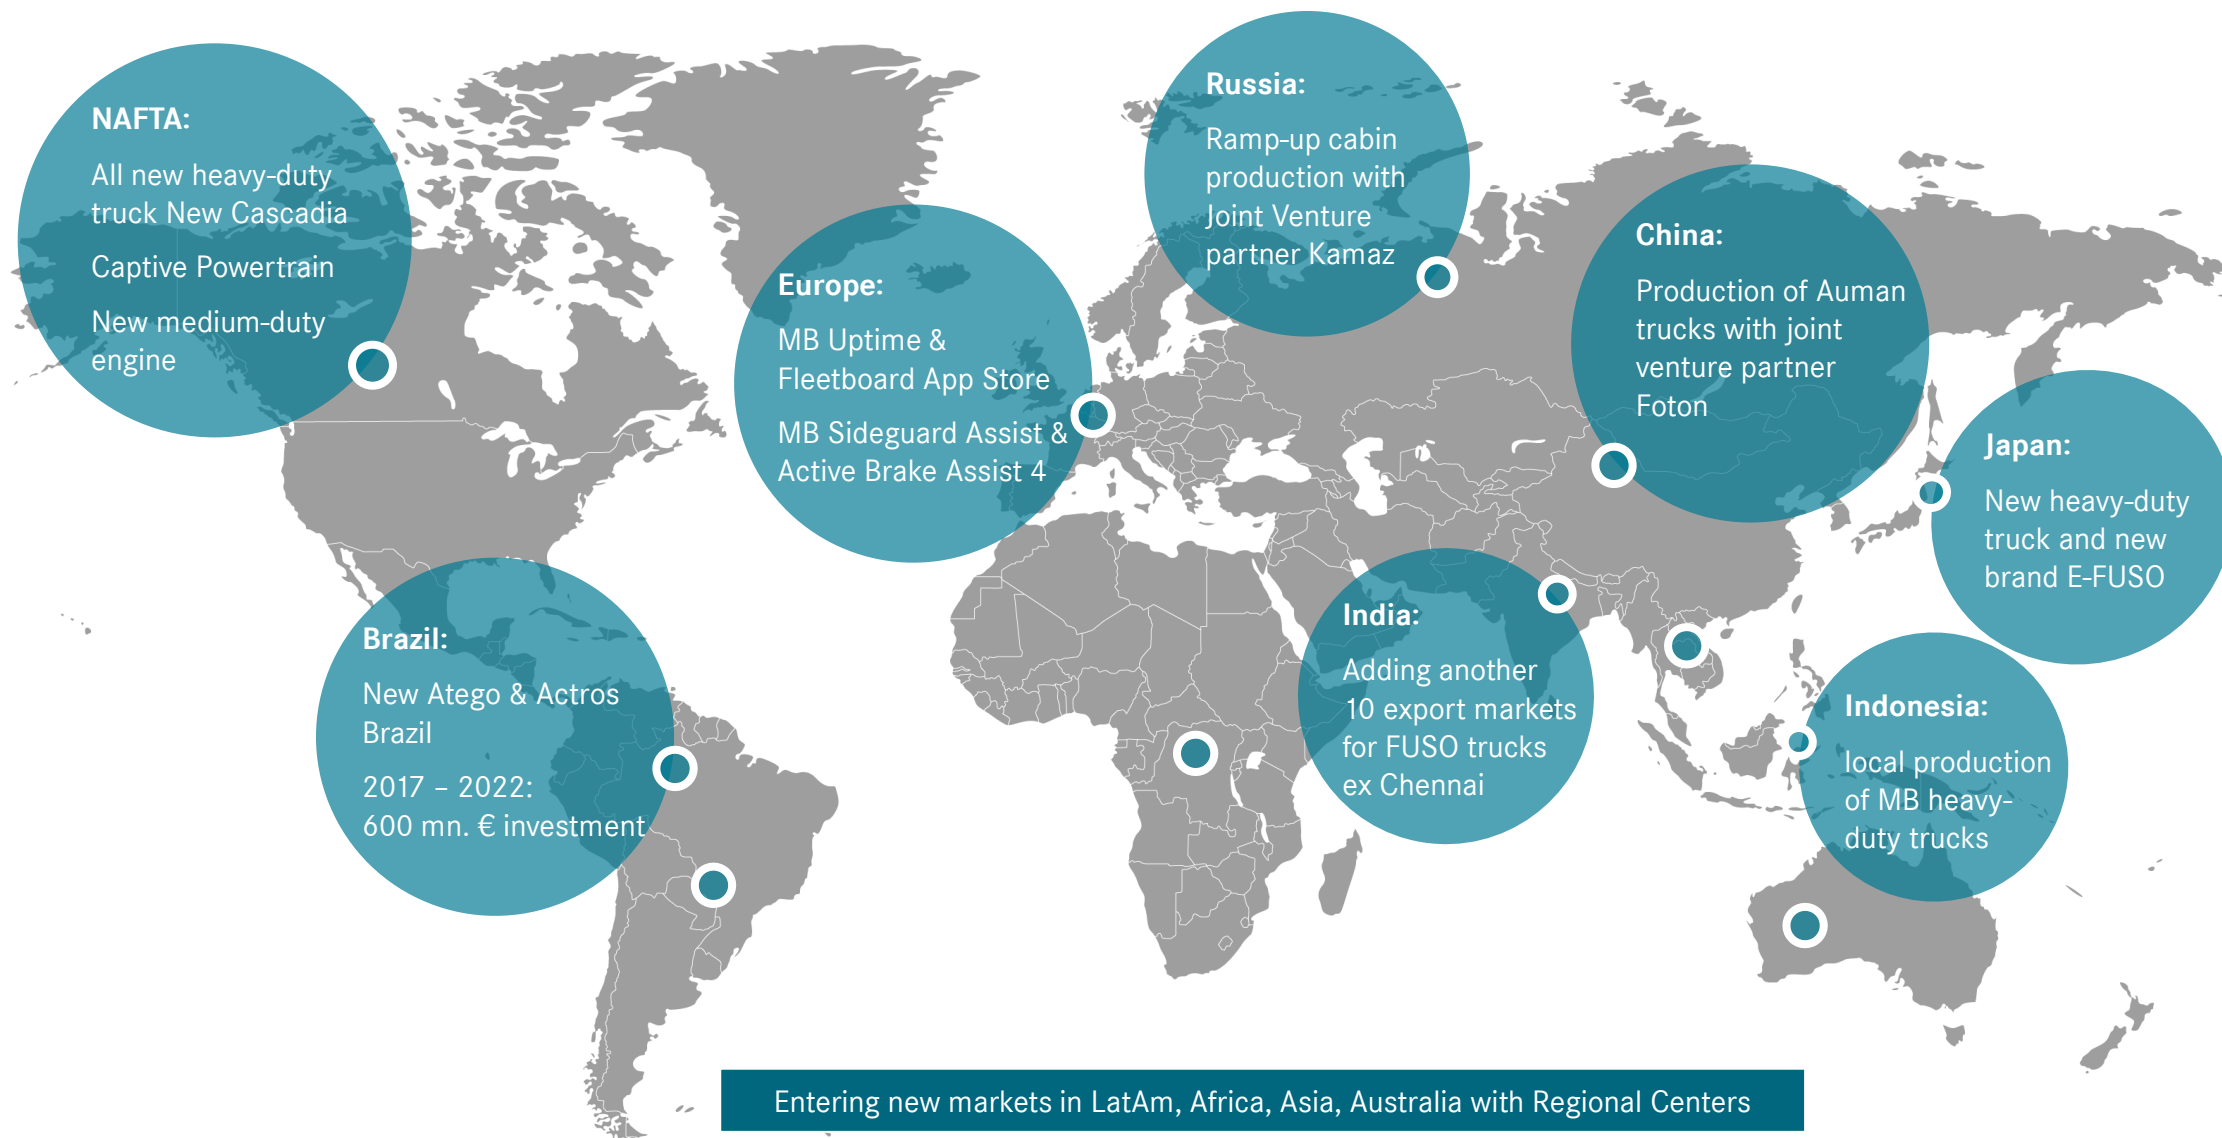 NAFTA:
All new heavy-duty
truck New Cascadia
Captive Powertrain
New medium-duty
engine
Europe:
MB Uptime &
Fleetboard App Store
MB Sideguard Assist &
Active Brake Assist 4
Russia:
Ramp-up cabin
production with
Joint Venture
partner Kamaz
China:
Production of Auman
trucks with joint
venture partner
Foton
Japan:
New heavy-duty
truck and new
brand E-FUSO
Brazil:
New Atego & Actros
Brazil
2017 – 2022:
600 mn. € investment
India:
Adding another
10 export markets
for FUSO trucks
ex Chennai
Indonesia:
local production
of MB heavy-
duty trucks
Entering new markets in LatAm, Africa, Asia, Australia with Regional Centers